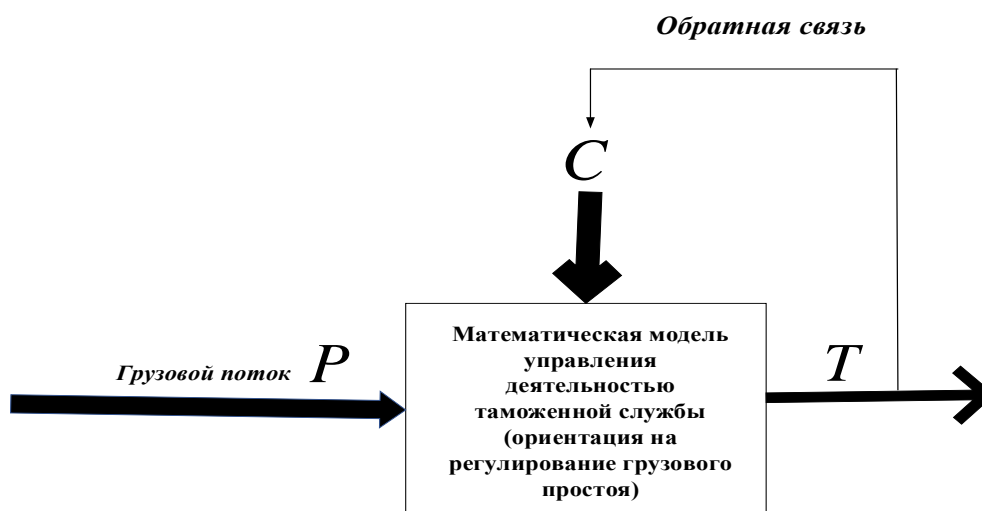 Обратная связь
C
Грузовой поток P
Математическая модель
управления
деятельностью
таможенной службы
(ориентация на
регулирование грузового
простоя)
T